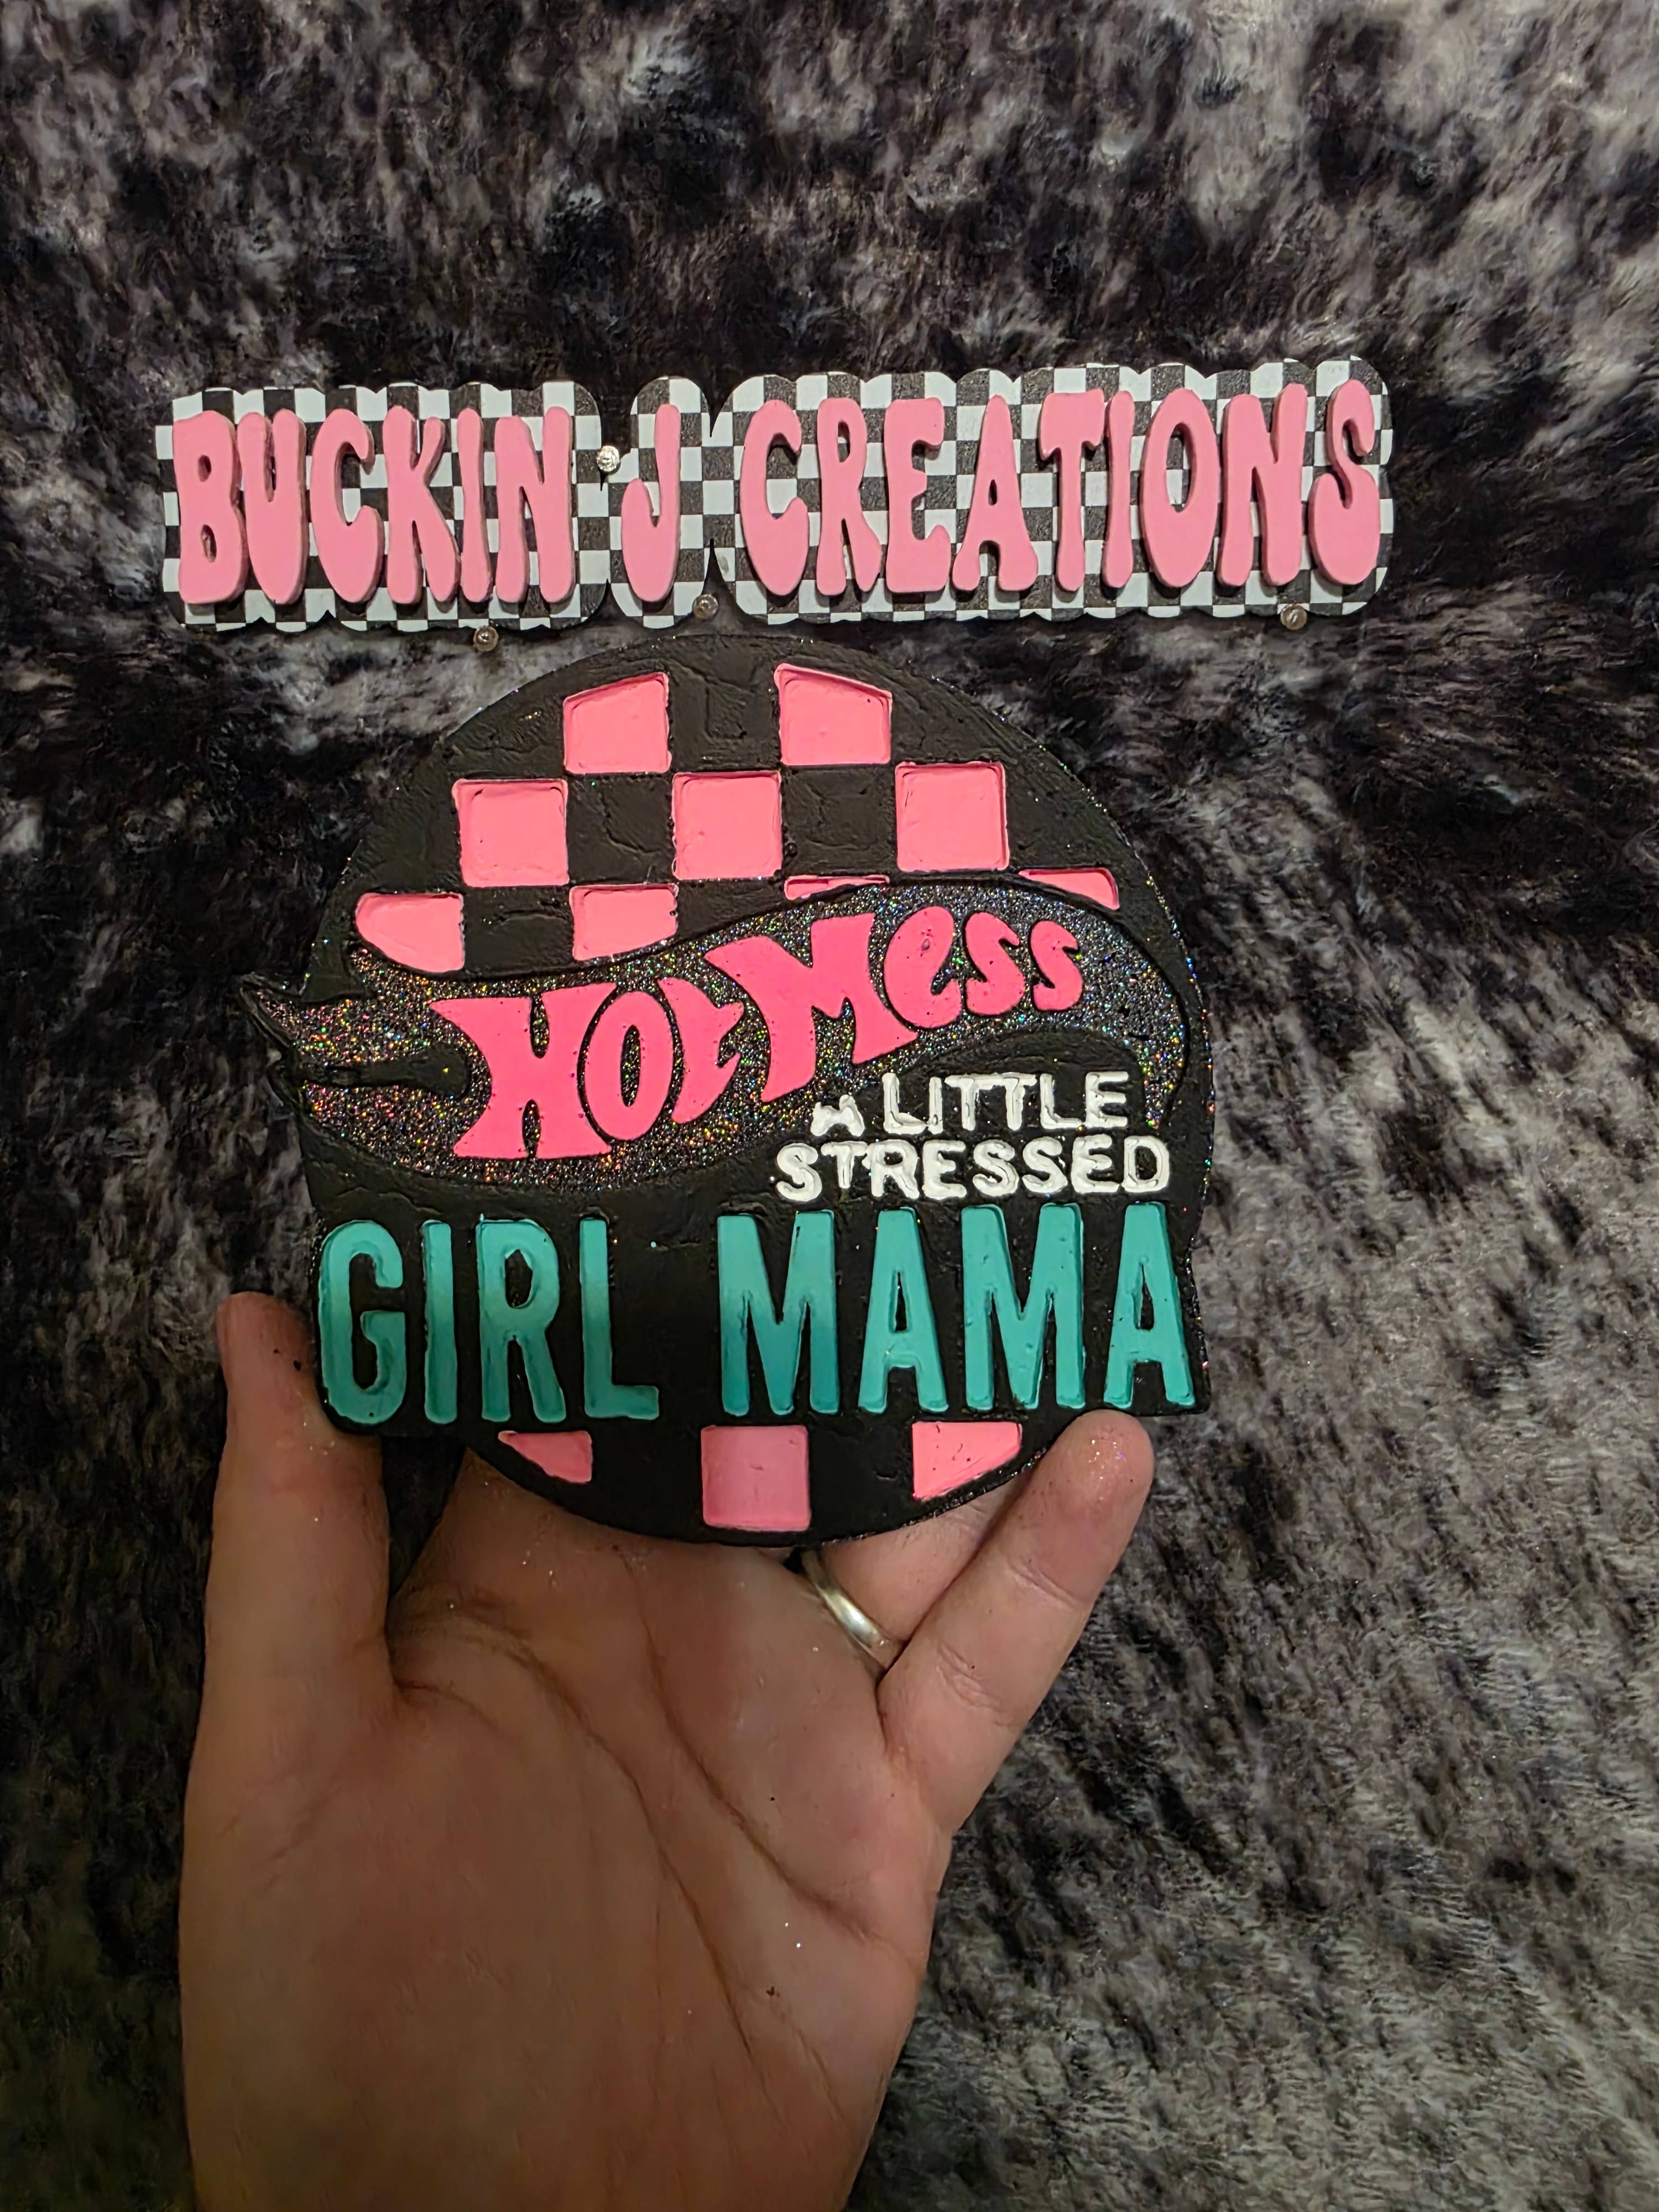 BUCKIN J CREATIONS
Hot Mess
A LITTLE
STRESSED
GIRL MAMA